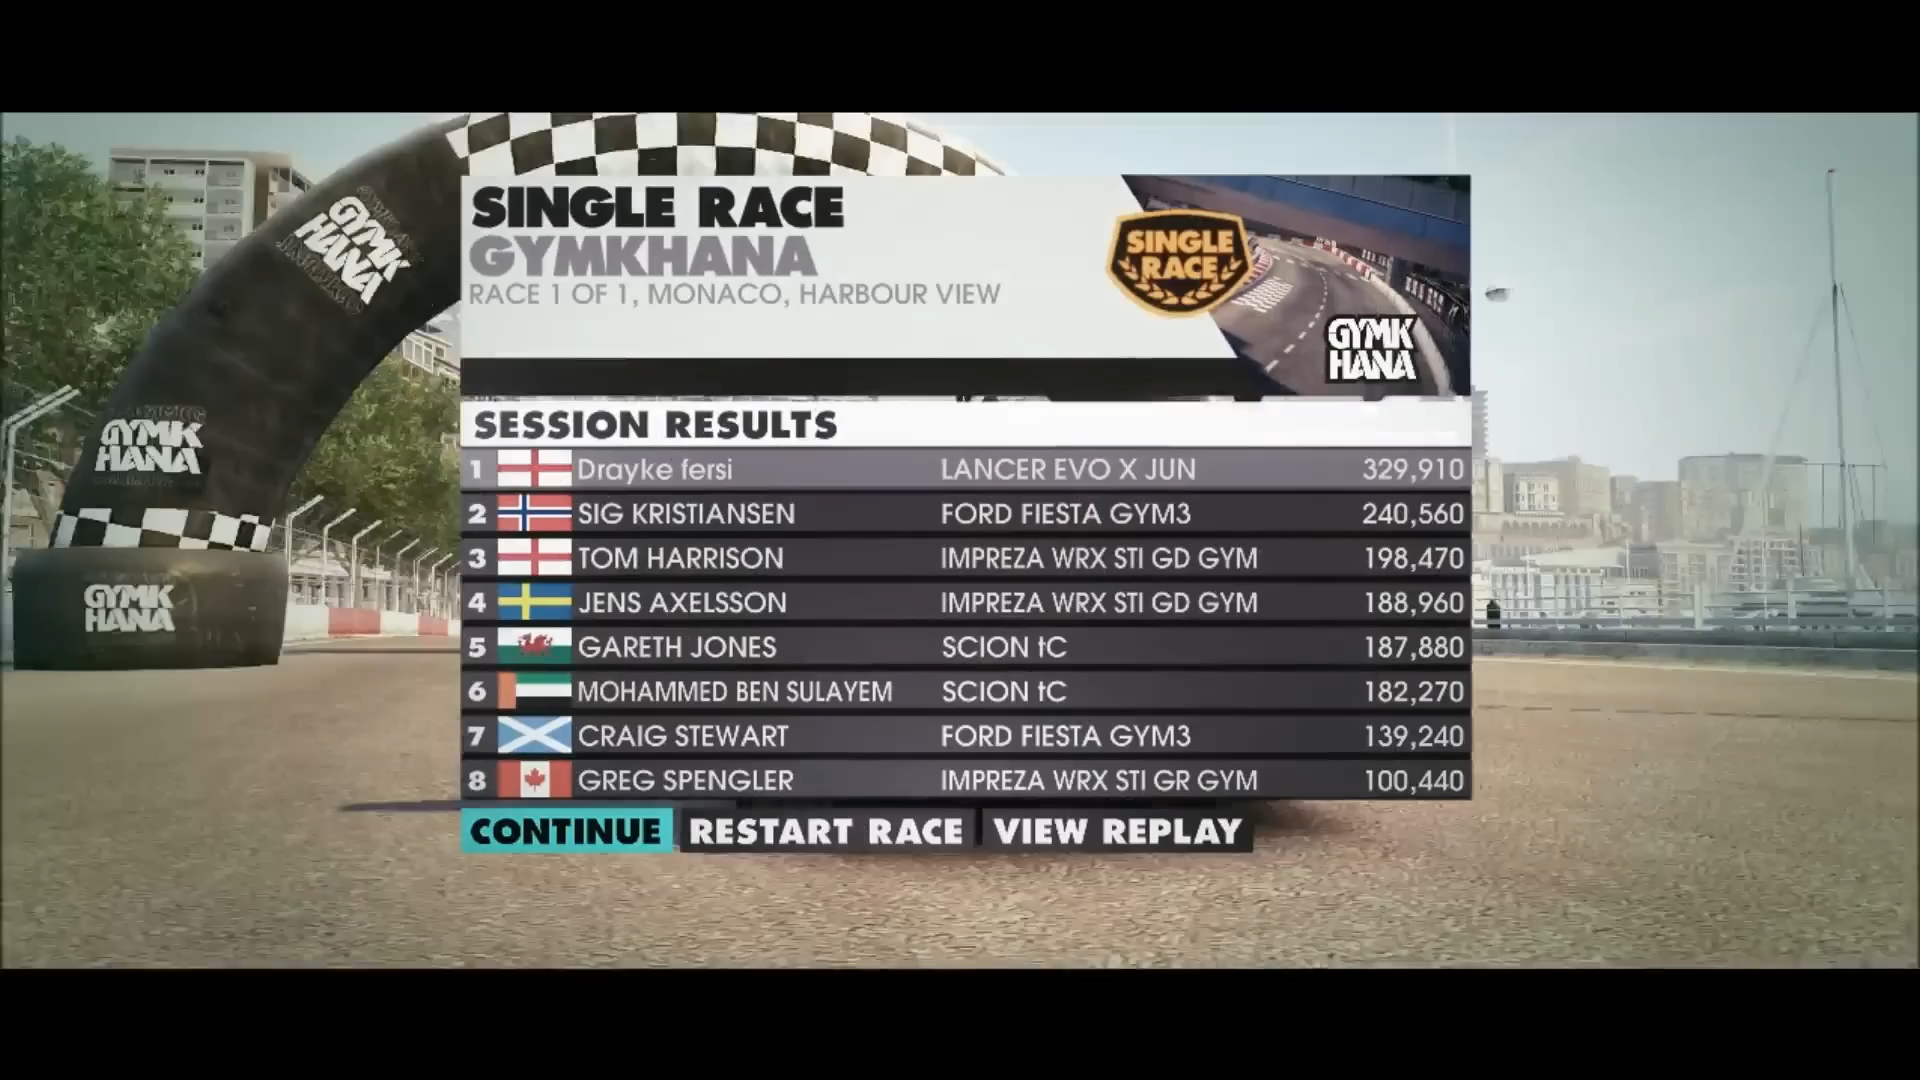 SINGLE RACE
GYMKHANA
RACE 1 OF 1, MONACO, HARBOUR VIEW
SINGLE
RACE
GYMK
HANA
GYMK
HANA
GYMK
HANA
GYMK
HANA
SESSION RESULTS
1 Drayke fersi LANCER EVO X JUN 329,910
2 SIG KRISTIANSEN FORD FIESTA GYM3 240,560
3 TOM HARRISON IMPREZA WRX STI GD GYM 198,470
4 JENS AXELSSON IMPREZA WRX STI GD GYM 188,960
5 GARETH JONES SCION tC 187,880
6 MOHAMMED BEN SULAYEM SCION tC 182,270
7 CRAIG STEWART FORD FIESTA GYM3 139,240
8 GREG SPENGLER IMPREZA WRX STI GR GYM 100,440
CONTINUE RESTART RACE VIEW REPLAY